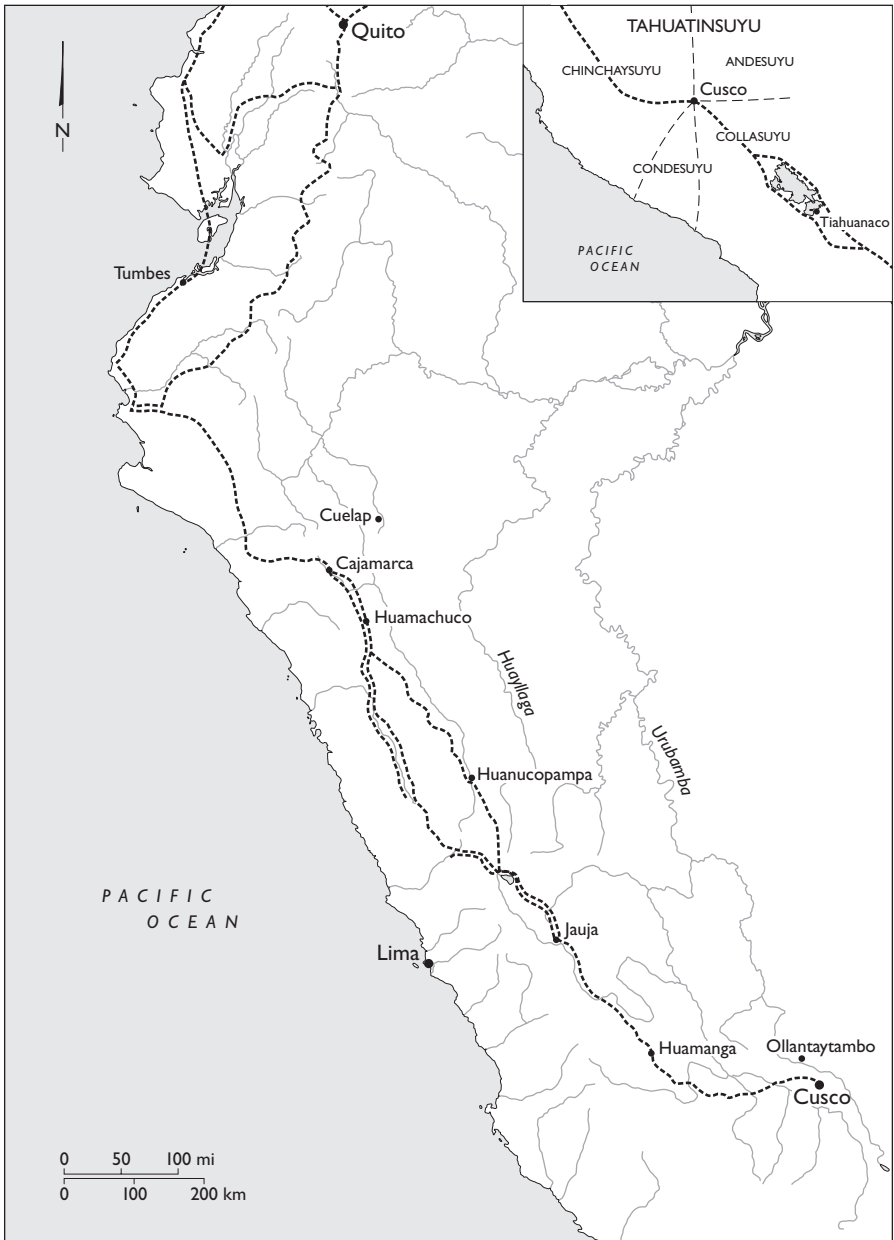 Quito
N
TAHUATINSUYU
ANDESUYU
CHINCHAYSUYU
Cusco
COLLASUYU
CONDESUYU
Tiahuanaco
PACIFIC
OCEAN
Tumbes
Cuelap
Cajamarca
Huamachuco
Huayllaga
Urubamba
Huanucopampa
PACIFIC
OCEAN
Jauja
Lima
Huamanga
Ollantaytambo
Cusco
0 50 100 mi
0 100 200 km